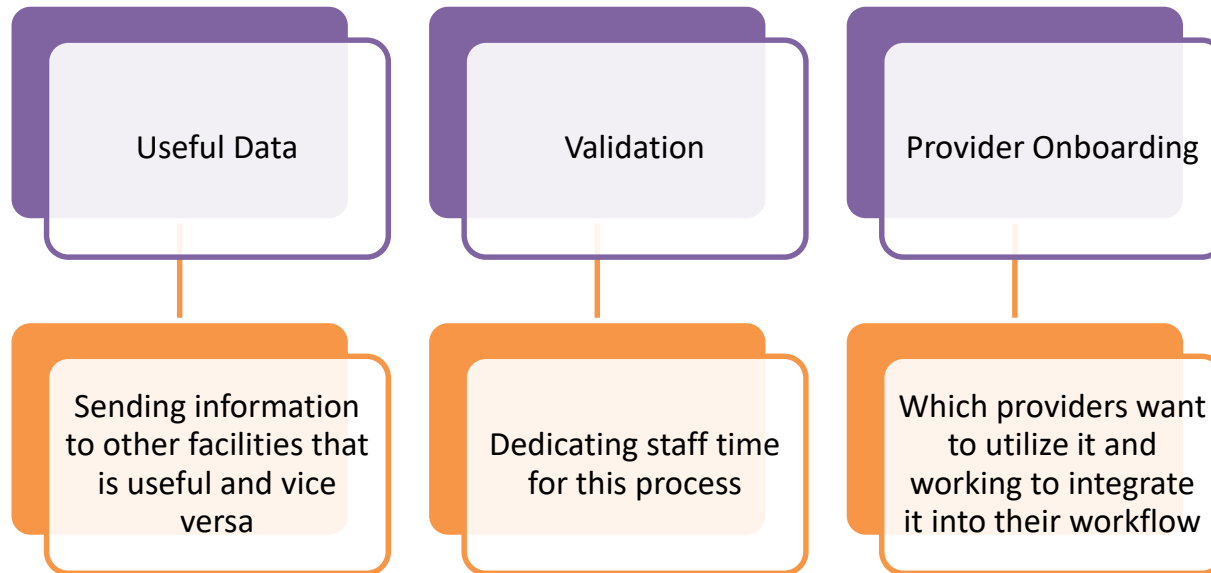 Useful Data
Validation
Provider Onboarding
Sending information
to other facilities that
is useful and vice
versa
Dedicating staff time
for this process
Which providers want
to utilize it and
working to integrate
it into their workflow